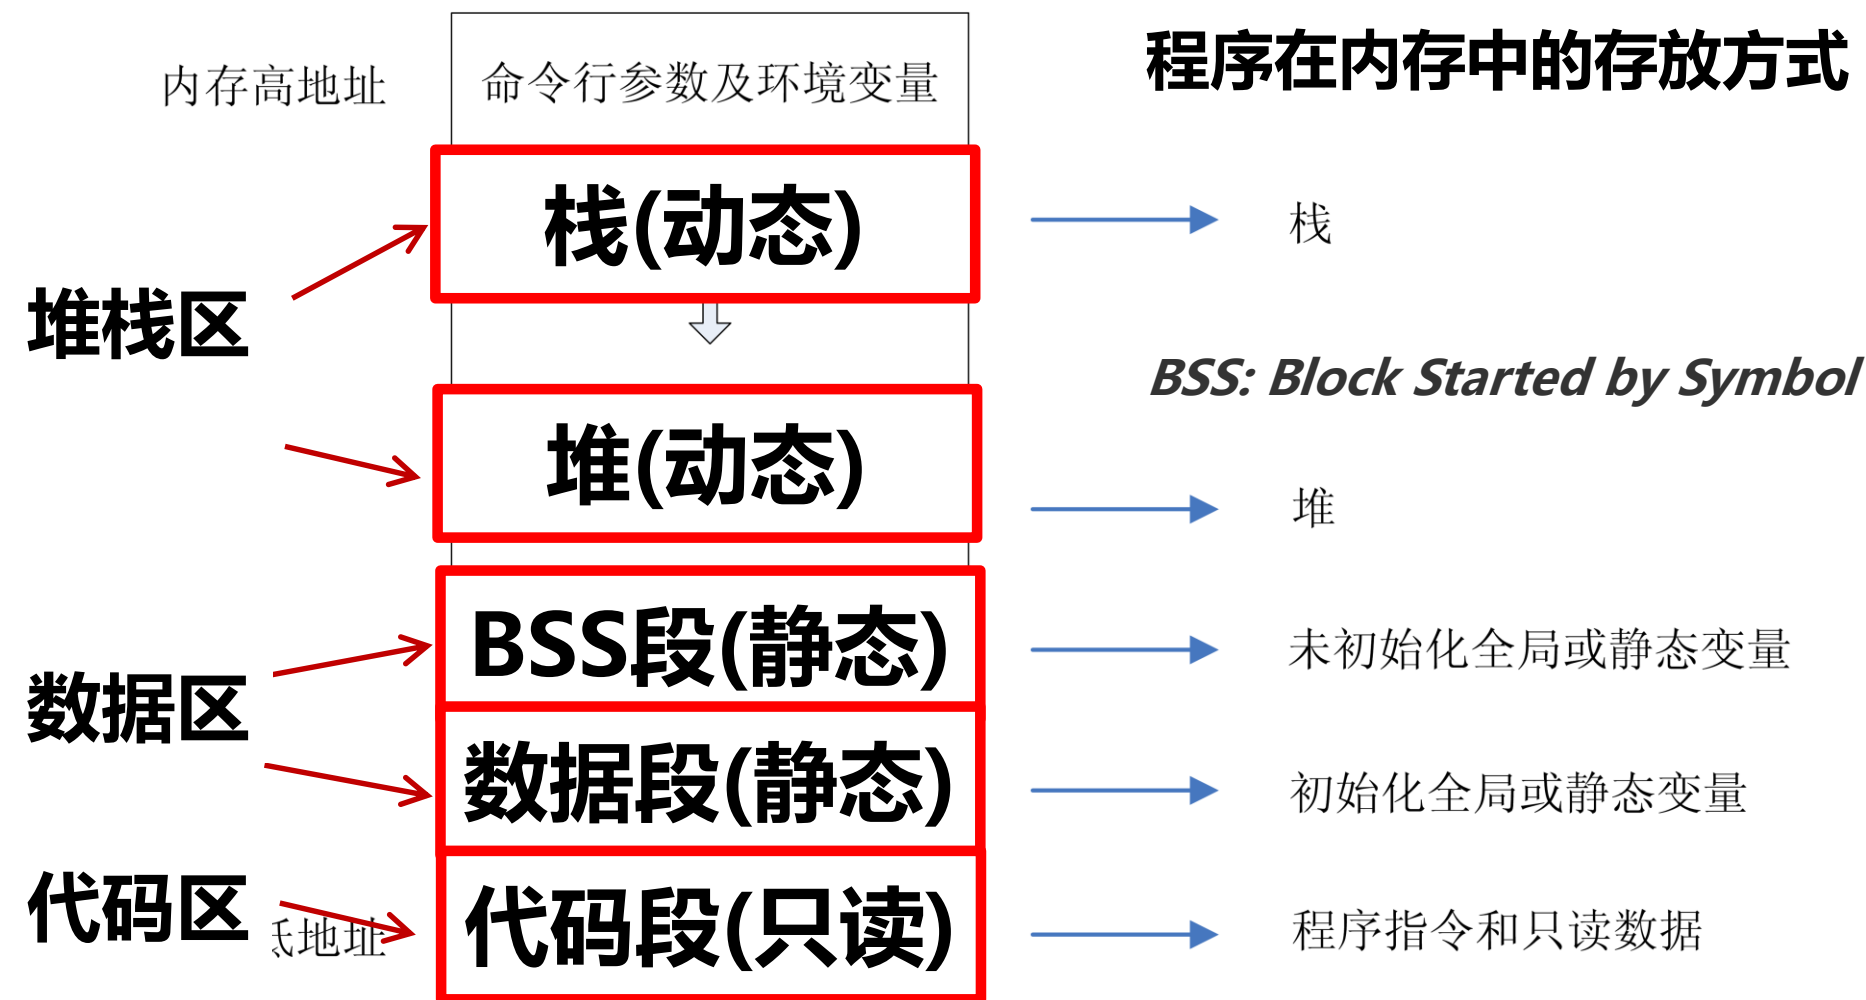 程序在内存中的存放方式
内存高地址
命令行参数及环境变量
栈(动态)
栈
堆栈区
BSS: Block Started by Symbol
堆(动态)
堆
BSS段(静态)
未初始化全局或静态变量
数据区
数据段(静态)
初始化全局或静态变量
代码区
地址
代码段(只读)
程序指令和只读数据